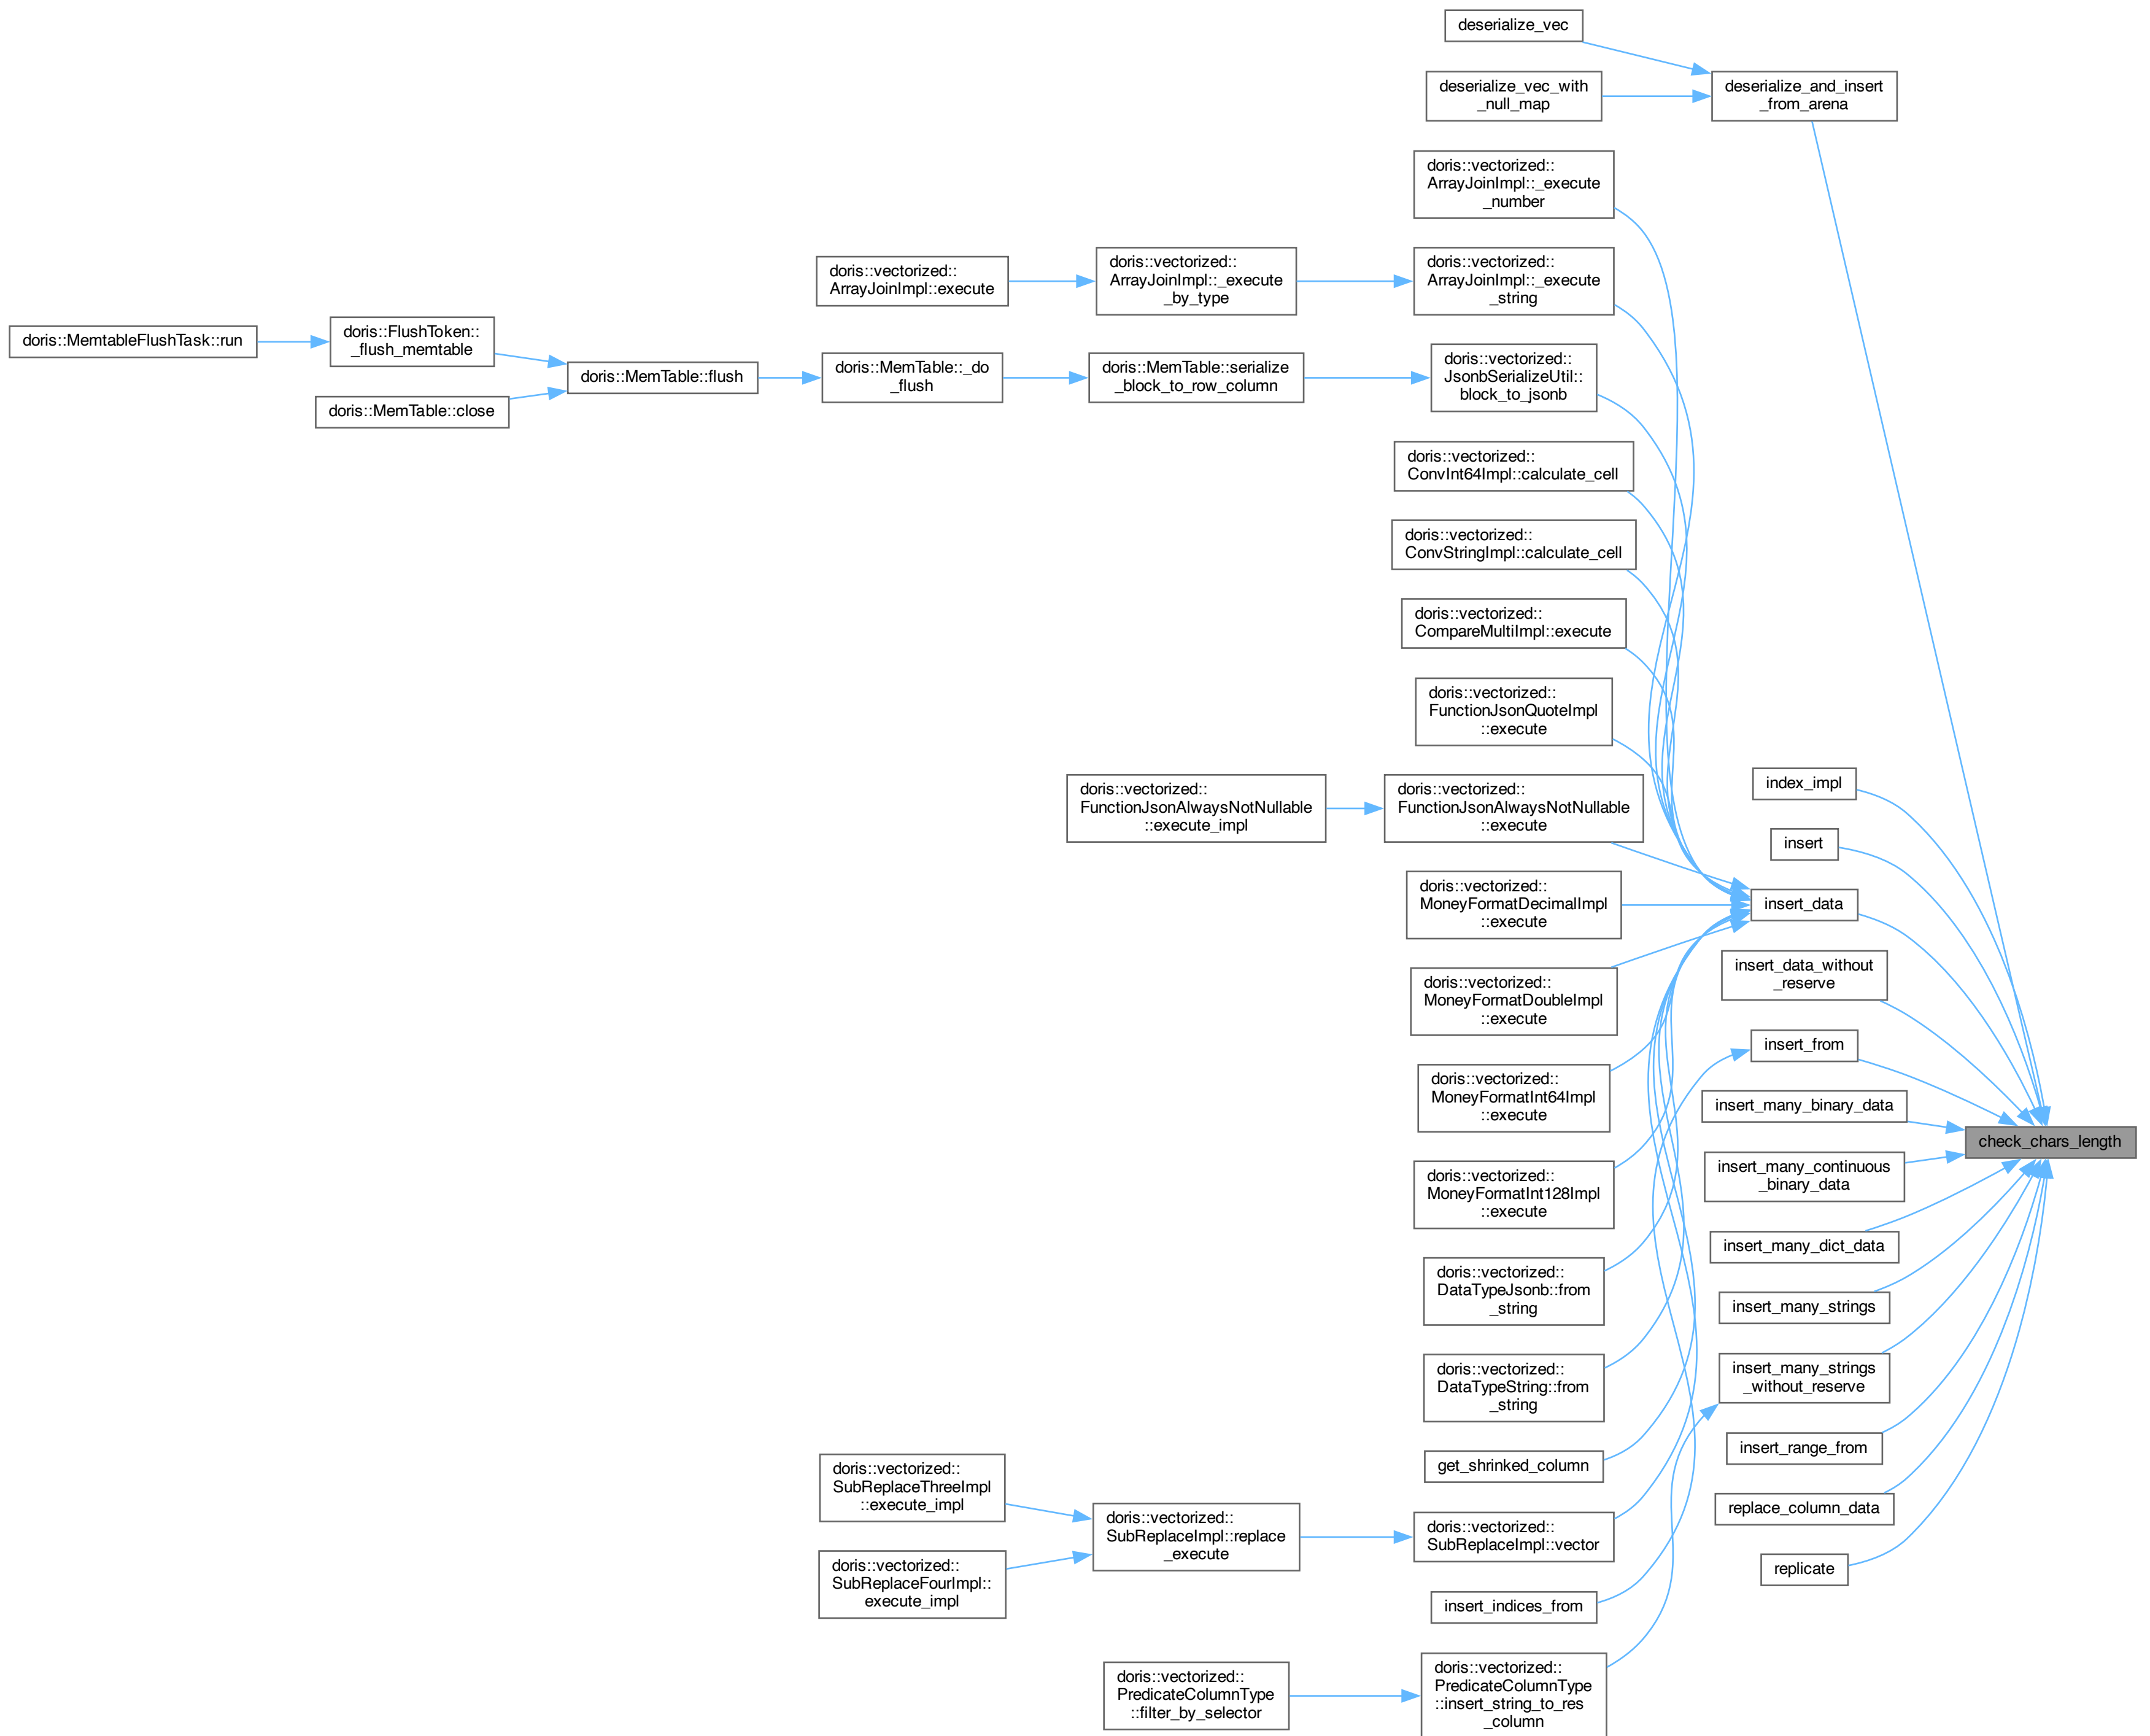 deserialize_vec
deserialize_vec_with
_null_map
deserialize_and_insert
_from_arena
doris::vectorized::
ArrayJoinImpl::_execute
_number
doris::vectorized::
ArrayJoinImpl::execute
doris::vectorized::
ArrayJoinImpl::_execute
_by_type
doris::vectorized::
ArrayJoinImpl::_execute
_string
doris::MemtableFlushTask::run
doris::FlushToken::
_flush_memtable
doris::MemTable::close
doris::MemTable::flush
doris::MemTable::_do
_flush
doris::MemTable::serialize
_block_to_row_column
doris::vectorized::
JsonbSerializeUtil::
block_to_jsonb
doris::vectorized::
ConvInt64Impl::calculate_cell
doris::vectorized::
ConvStringImpl::calculate_cell
doris::vectorized::
CompareMultiImpl::execute
doris::vectorized::
FunctionJsonQuoteImpl
::execute
doris::vectorized::
FunctionJsonAlwaysNotNullable
::execute_impl
doris::vectorized::
FunctionJsonAlwaysNotNullable
::execute
doris::vectorized::
MoneyFormatDecimalImpl
::execute
doris::vectorized::
MoneyFormatDoubleImpl
::execute
doris::vectorized::
MoneyFormatInt64Impl
::execute
doris::vectorized::
MoneyFormatInt128Impl
::execute
doris::vectorized::
DataTypeJsonb::from
_string
doris::vectorized::
DataTypeString::from
_string
get_shrinked_column
doris::vectorized::
SubReplaceThreeImpl
::execute_impl
doris::vectorized::
SubReplaceFourImpl::
execute_impl
doris::vectorized::
SubReplaceImpl::replace
_execute
doris::vectorized::
SubReplaceImpl::vector
insert_indices_from
doris::vectorized::
PredicateColumnType
::filter_by_selector
doris::vectorized::
PredicateColumnType
::insert_string_to_res
_column
index_impl
insert
insert_data
insert_data_without
_reserve
insert_from
insert_many_binary_data
check_chars_length
insert_many_continuous
_binary_data
insert_many_dict_data
insert_many_strings
insert_many_strings
_without_reserve
insert_range_from
replace_column_data
replicate